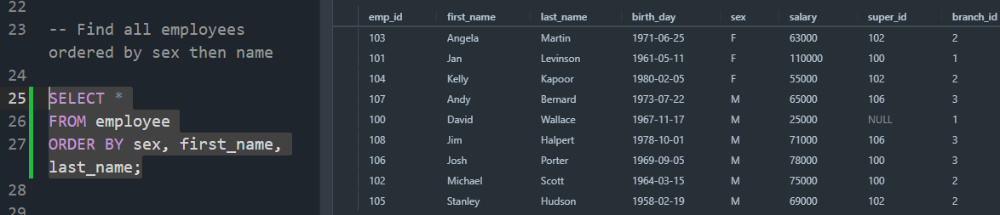 22
23 -- Find all employees
ordered by sex then name
24
25 SELECT *
26 FROM employee
27 ORDER BY sex, first_name,
last_name;
28
29
emp_id first_name last_name birth_day sex salary super_id branch_id
103 Angela Martin 1971-06-25 F 63000 102 2
101 Jan Levinson 1961-05-11 F 110000 100 1
104 Kelly Kapoor 1980-02-05 F 55000 102 2
107 Andy Bernard 1973-07-22 M 65000 106 3
100 David Wallace 1967-11-17 M 25000 NULL 1
108 Jim Halpert 1978-10-01 M 71000 106 3
106 Josh Porter 1969-09-05 M 78000 100 3
102 Michael Scott 1964-03-15 M 75000 100 2
105 Stanley Hudson 1958-02-19 M 69000 102 2